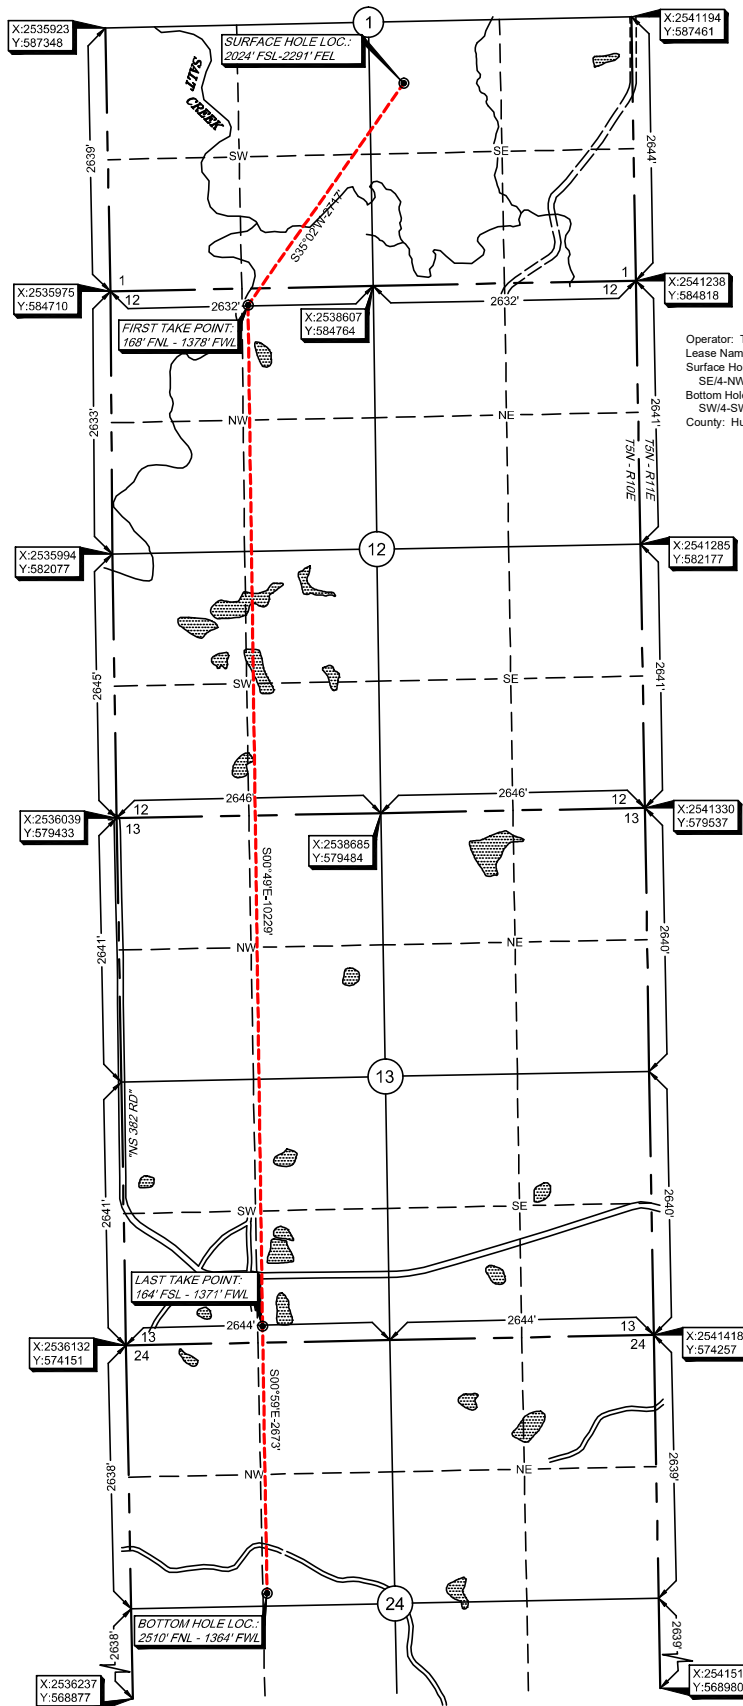 X:2535923
Y:587348
1
X:2541194
Y:587461
SURFACE HOLE LOC.:
2024' FSL-2291' FEL
SALT
CREEK
2639'
SW
SE
2644'
S35°02'W-2717'
1
12
1
12
X:2535975
Y:584710
2632'
2632'
X:2541238
Y:584818
X:2538607
Y:584764
FIRST TAKE POINT:
168' FNL - 1378' FWL
Operator:
Lease Nam
Surface Ho
SE/4-NW
Bottom Hole
SW/4-SW
County: Hu
2633'
NW
NE
2641'
T5N - R10E
T5N - R11E
X:2535994
Y:582077
12
X:2541285
Y:582177
2645'
SW
SE
2641'
12
13
2646'
2646'
12
13
X:2536039
Y:579433
X:2541330
Y:579537
X:2538685
Y:579484
S00°49'E-10229'
2641'
NW
NE
2640'
13
"NS 382 RD"
2641'
SW
SE
2640'
LAST TAKE POINT:
164' FSL - 1371' FWL
13
24
2644'
2644'
13
24
X:2536132
Y:574151
X:2541418
Y:574257
S00°59'E-2673'
2638'
NW
NE
2639'
24
BOTTOM HOLE LOC.:
2510' FNL - 1364' FWL
2638'
2639'
X:2536237
Y:568877
X:254151
Y:568980